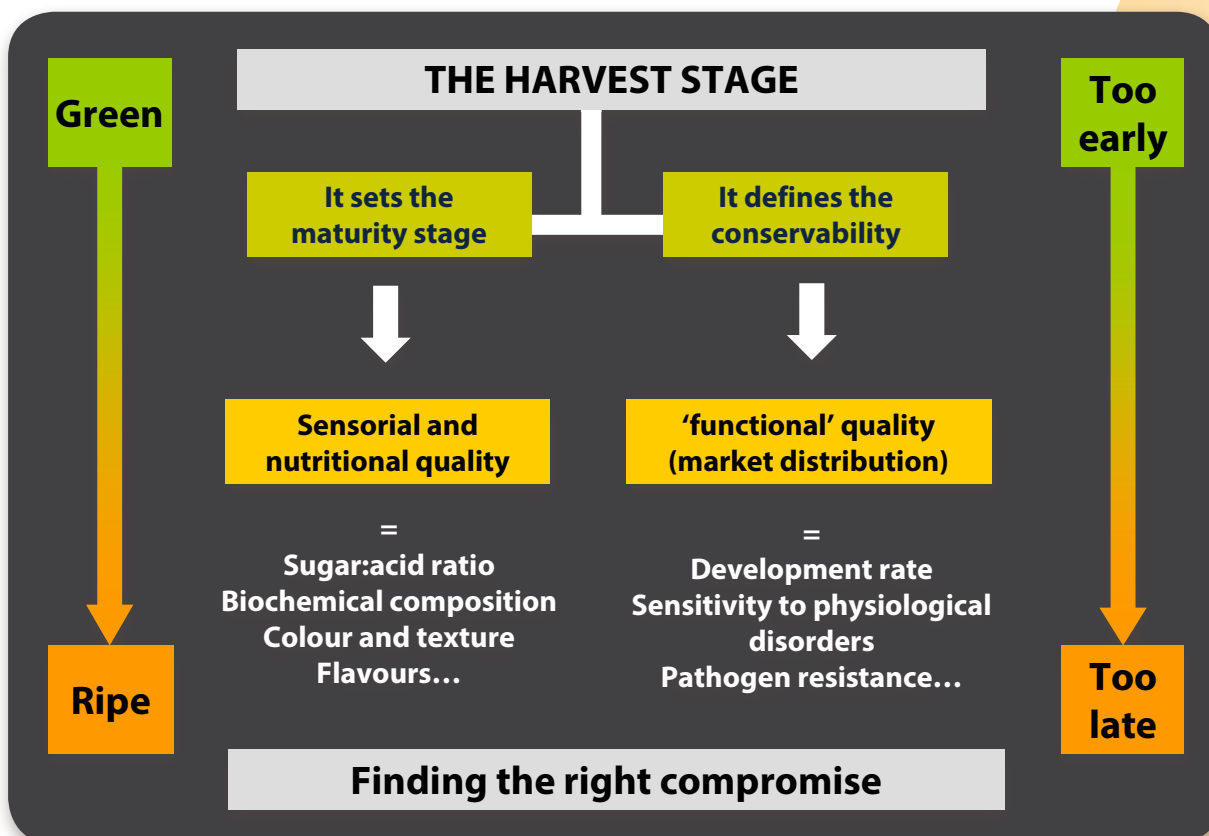 THE HARVEST STAGE
Green
Too
early
It sets the
maturity stage
It defines the
conservability
Sensorial and
nutritional quality
‘functional’ quality
(market distribution)
=
Sugar:acid ratio
Biochemical composition
Colour and texture
Flavours…
=
Development rate
Sensitivity to physiological
disorders
Pathogen resistance…
Ripe
Too
late
Finding the right compromise